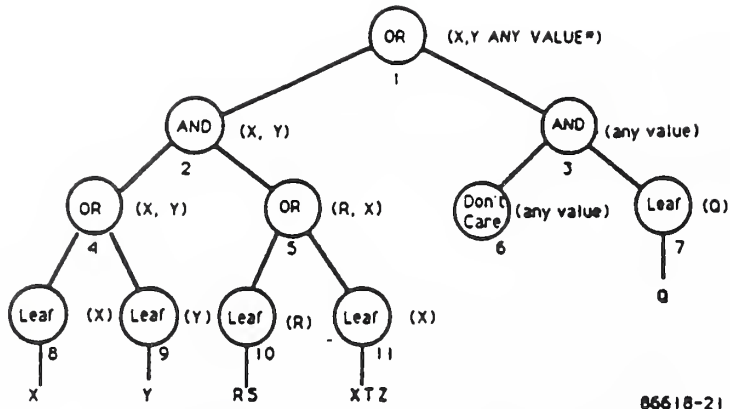 OR (X,Y ANY VALUE*)
1
AND (X, Y) AND (any value)
2 3
OR (X, Y) OR (R, X) Don't Care (any value) Leaf (Q)
4 5 6 7
Q
Leaf (X) Leaf (Y) Leaf (R) Leaf (X)
8 9 10 11
X Y RS XTZ
86618-21